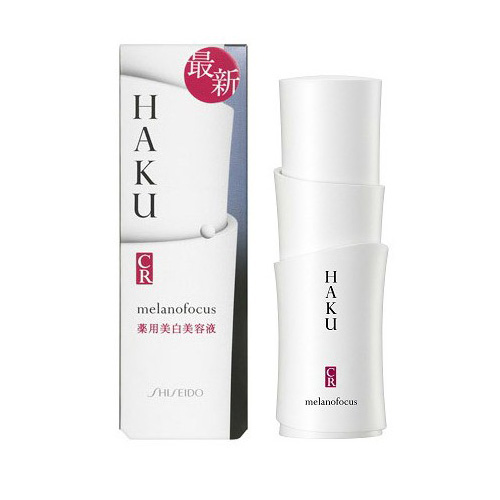 最新
HAKU
CR
melanofocus
薬用美白美容液
SHISEIDO
HAKU
CR
melanofocus